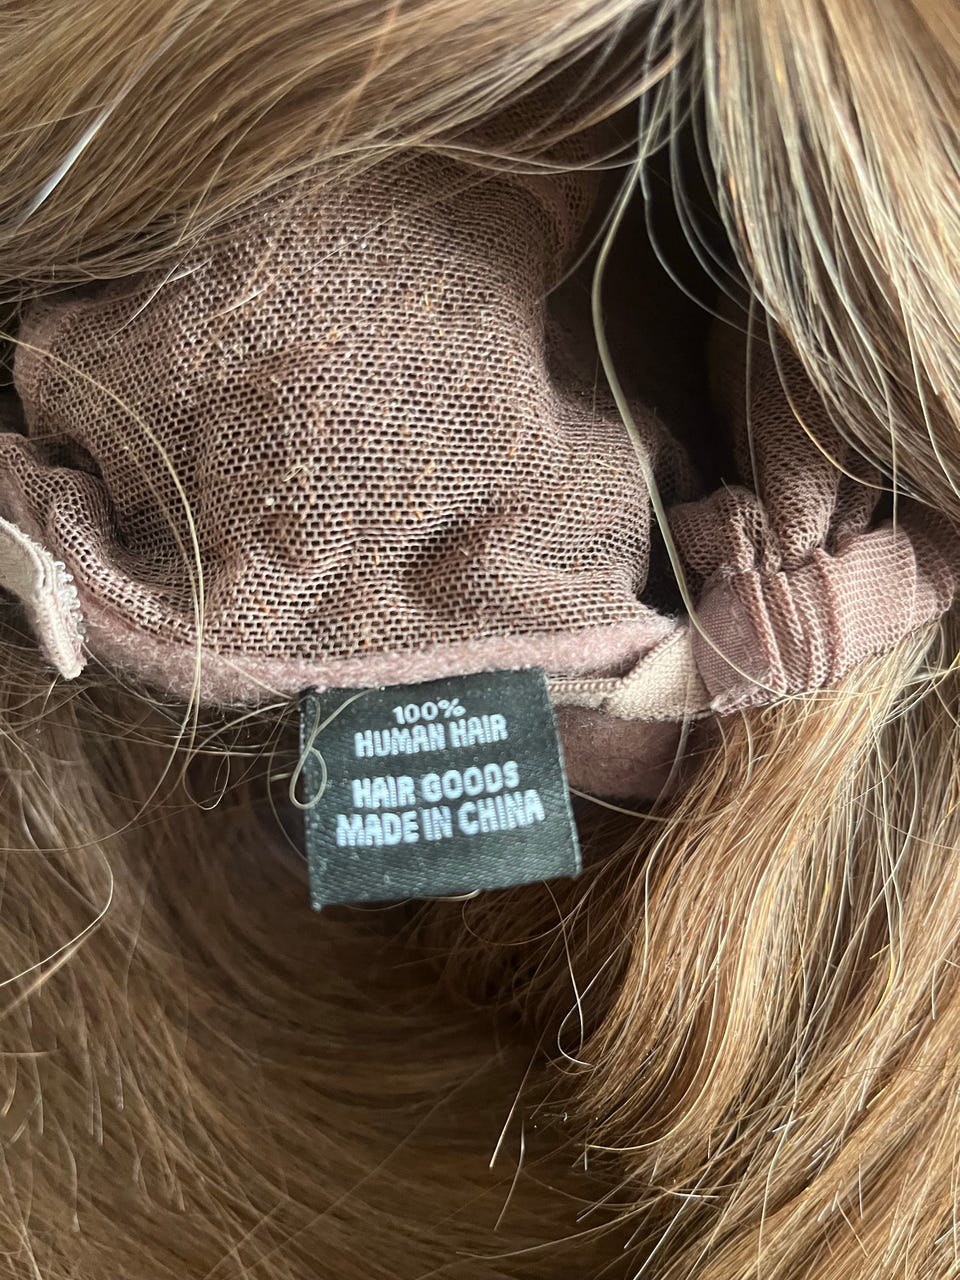 100%
HUMAN HAIR
HAIR GOODS
MADE IN CHINA